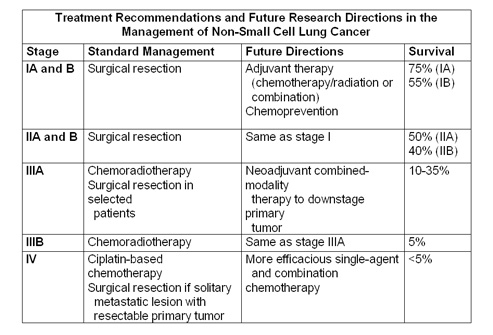 Treatment Recommendations and Future Research Directions in the
Management of Non-Small Cell Lung Cancer
Stage Standard Management Future Directions Survival
IA and B Surgical resection Adjuvant therapy 75% (IA)
(chemotherapy/radiation or 55% (IB)
combination)
Chemoprevention
IIA and B Surgical resection Same as stage I 50% (IIA)
40% (IIB)
IIIA Chemoradiotherapy Neoadjuvant combined- 10-35%
Surgical resection in modality
selected therapy to downstage
patients primary
tumor
IIIB Chemoradiotherapy Same as stage IIIA 5%
IV Ciplatin-based More efficacious single-agent <5%
chemotherapy and combination
Surgical resection if solitary chemotherapy
metastatic lesion with
resectable primary tumor